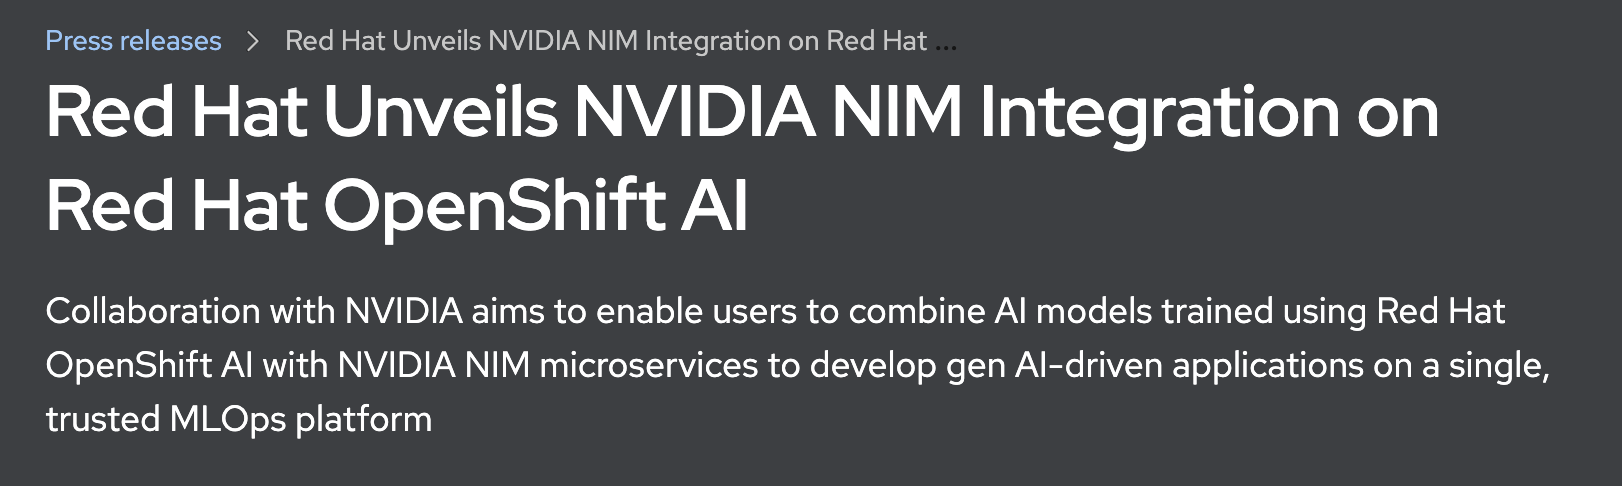 Press releases > Red Hat Unveils NVIDIA NIM Integration on Red Hat ...
Red Hat Unveils NVIDIA NIM Integration on
Red Hat OpenShift AI
Collaboration with NVIDIA aims to enable users to combine AI models trained using Red Hat
OpenShift AI with NVIDIA NIM microservices to develop gen AI-driven applications on a single,
trusted MLOps platform